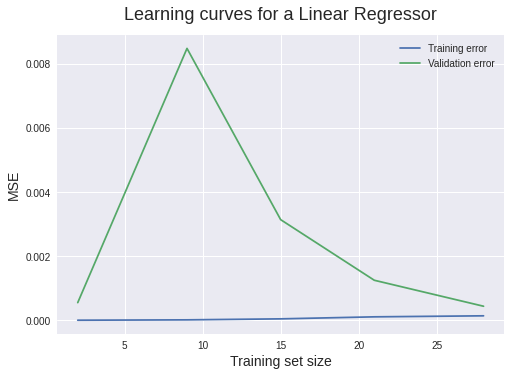 Learning curves for a Linear Regressor
Training error
Validation error
0.008
0.006
0.004
0.002
0.000
MSE
5
10
15
20
25
Training set size